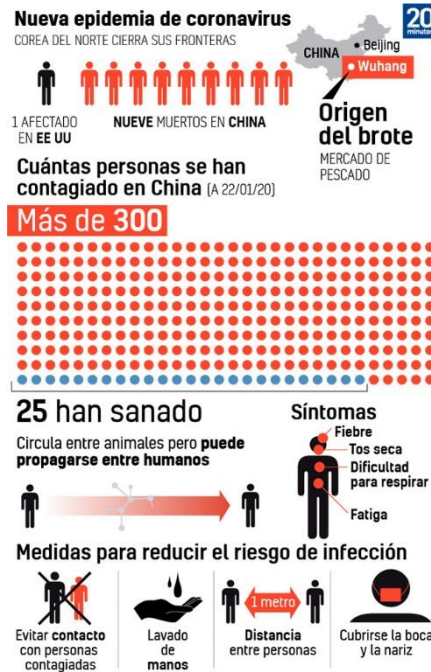 Nueva epidemia de coronavirus
COREA DEL NORTE CIERRA SUS FRONTERAS
20
minutos
CHINA
Beijing
Wuhang
1 AFECTADO
EN EE UU
NUEVE MUERTOS EN CHINA
Origen
del brote
MERCADO DE
PESCADO
Cuántas personas se han
contagiado en China (A 22/01/20)
Más de 300
25 han sanado
Circula entre animales pero puede
propagarse entre humanos
Síntomas
Fiebre
Tos seca
Dificultad
para respirar
Fatiga
Medidas para reducir el riesgo de infección
Evitar contacto
con personas
contagiadas
Lavado
de
manos
1 metro
Distancia
entre personas
Cubrirse la boca
y la nariz